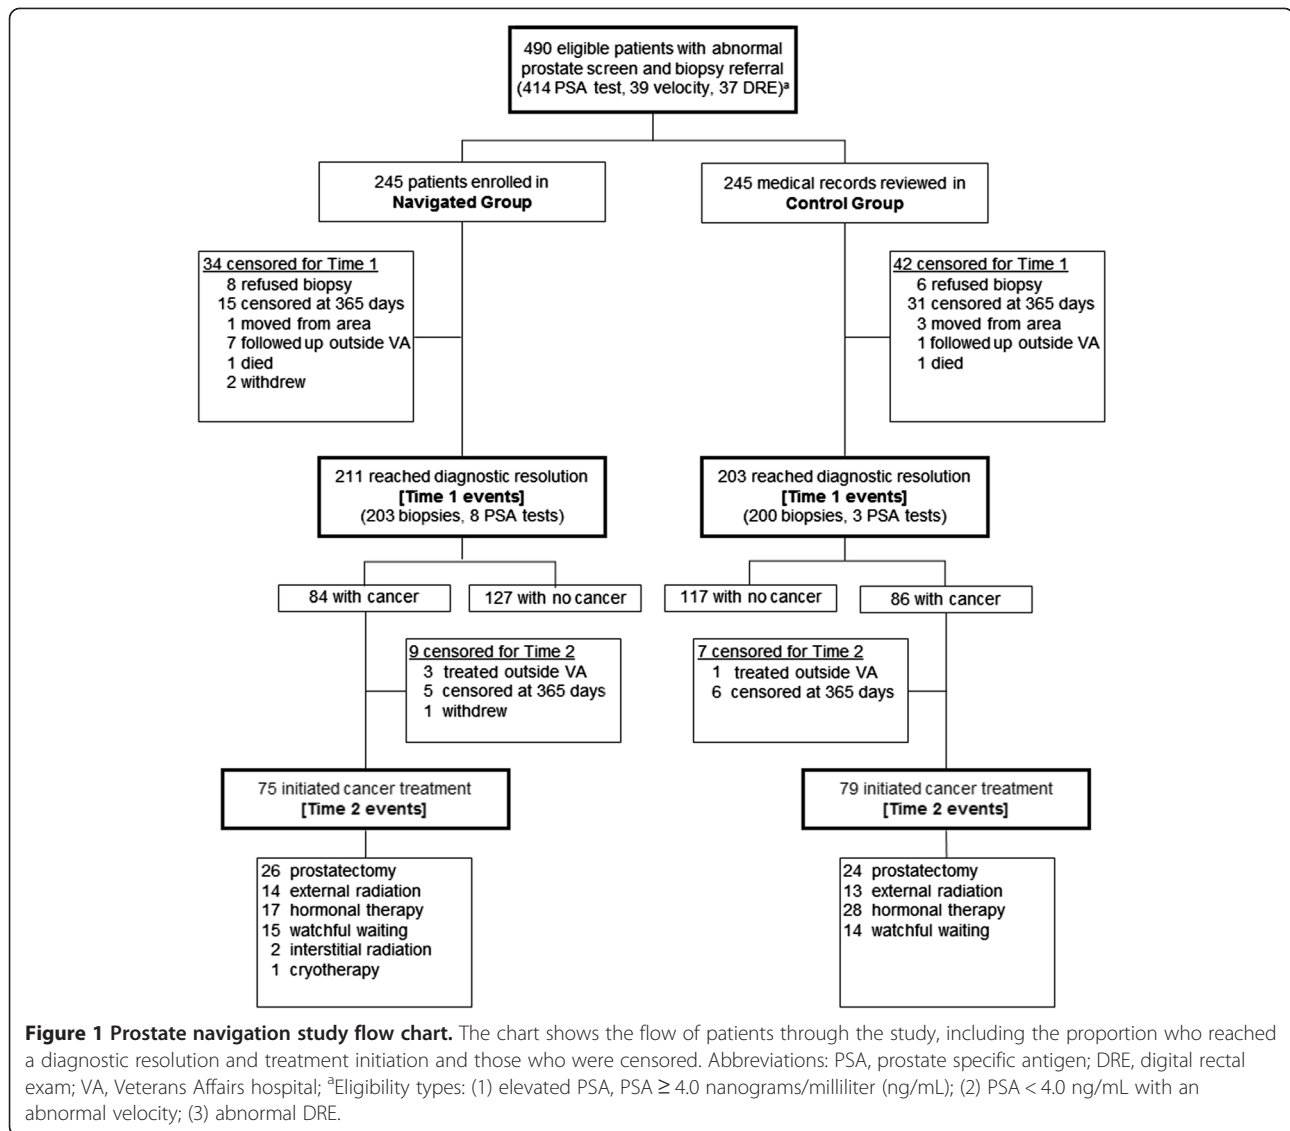 490 eligible patients with abnormal
prostate screen and biopsy referral
(414 PSA test, 39 velocity, 37 DRE)ª
245 patients enrolled in
Navigated Group
245 medical records reviewed in
Control Group
34 censored for Time 1
8 refused biopsy
15 censored at 365 days
1 moved from area
7 followed up outside VA
1 died
2 withdrew
42 censored for Time 1
6 refused biopsy
31 censored at 365 days
3 moved from area
1 followed up outside VA
1 died
211 reached diagnostic resolution
[Time 1 events]
(203 biopsies, 8 PSA tests)
203 reached diagnostic resolution
[Time 1 events]
(200 biopsies, 3 PSA tests)
84 with cancer
127 with no cancer
117 with no cancer
86 with cancer
9 censored for Time 2
3 treated outside VA
5 censored at 365 days
1 withdrew
7 censored for Time 2
1 treated outside VA
6 censored at 365 days
75 initiated cancer treatment
[Time 2 events]
79 initiated cancer treatment
[Time 2 events]
26 prostatectomy
14 external radiation
17 hormonal therapy
15 watchful waiting
2 interstitial radiation
1 cryotherapy
24 prostatectomy
13 external radiation
28 hormonal therapy
14 watchful waiting
Figure 1 Prostate navigation study flow chart. The chart shows the flow of patients through the study, including the proportion who reached
a diagnostic resolution and treatment initiation and those who were censored. Abbreviations: PSA, prostate specific antigen; DRE, digital rectal
exam; VA, Veterans Affairs hospital; ªEligibility types: (1) elevated PSA, PSA ≥ 4.0 nanograms/milliliter (ng/mL); (2) PSA < 4.0 ng/mL with an
abnormal velocity; (3) abnormal DRE.